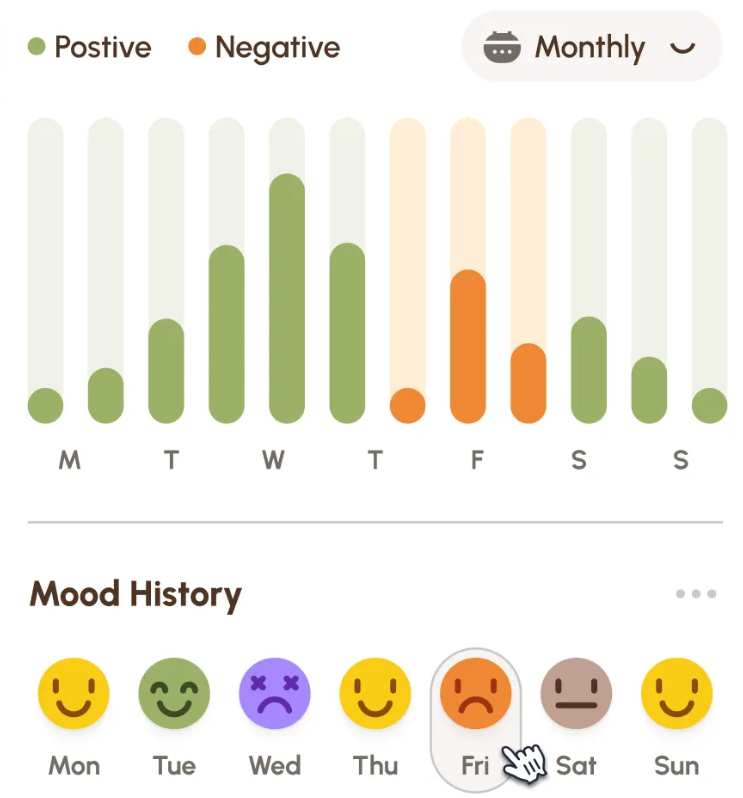 Postive Negative Monthly
M T W T F S S
Mood History
Mon Tue Wed Thu Fri Sat Sun